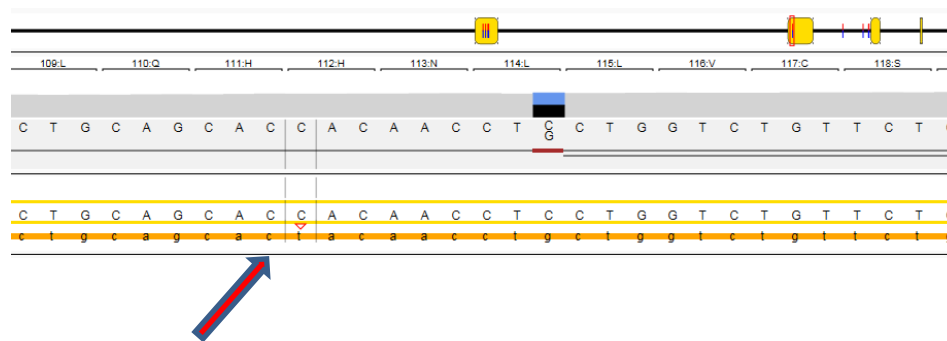 109:L 110:Q 111:H 112:H 113:N 114:L 115:L 116:V 117:C 118:S
C T G C A G C A C C A C A A C C T C C T G G T C T G T T C T
G
C T G C A G C A C C A C A A C C T C C T G G T C T G T T C T
c t g c a g c a c t a c a a c c t g c t g g t c t g t t c t